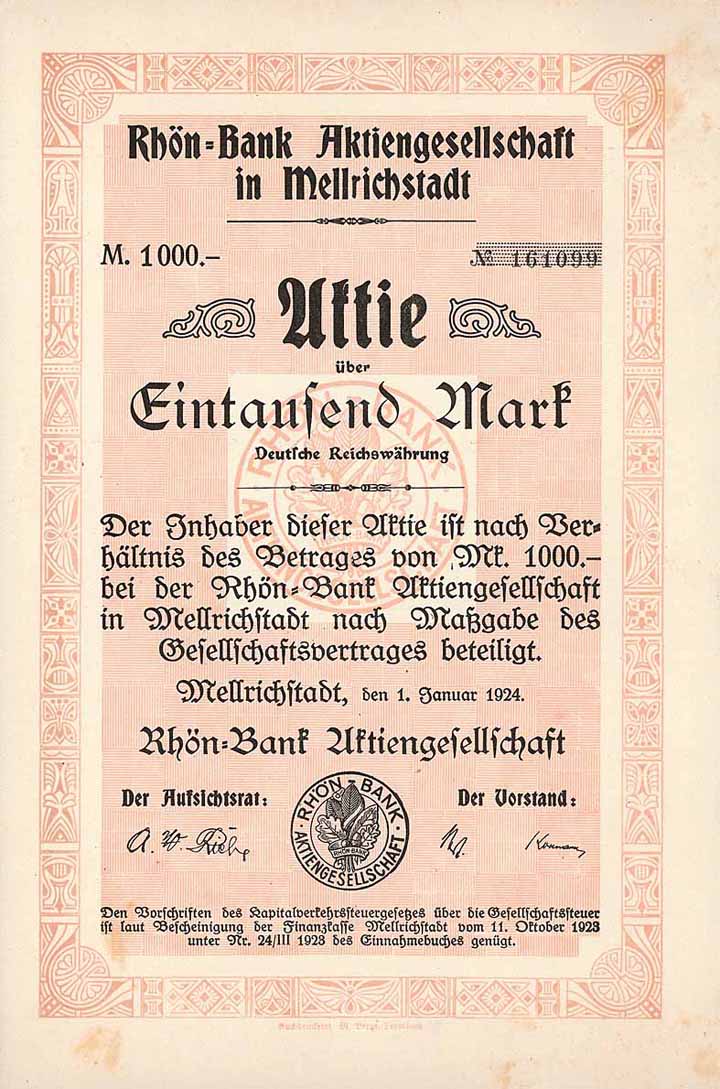 Rhön-Bank Aktiengesellschaft
in Mellrichstadt
M. 1000.– № 161099
Aktie
über
Eintausend Mark
Deutsche Reichswährung
Der Inhaber dieser Aktie ist nach Ver-
hältnis des Betrages von Mk. 1000.–
bei der Rhön-Bank Aktiengesellschaft
in Mellrichstadt nach Maßgabe des
Gesellschaftsvertrages beteiligt.
Mellrichstadt, den 1. Januar 1924.
Rhön-Bank Aktiengesellschaft
Der Aufsichtsrat: Der Vorstand:
RHÖN-BANK
RHÖN-BANK
AKTIENGESELLSCHAFT
Den Vorschriften des Kapitalverkehrssteuergesetzes über die Gesellschaftssteuer
ist laut Bescheinigung der Finanzkasse Mellrichstadt vom 11. Oktober 1923
unter Nr. 24/III 1923 des Einnahmebuches genügt.
Buchdruckerei